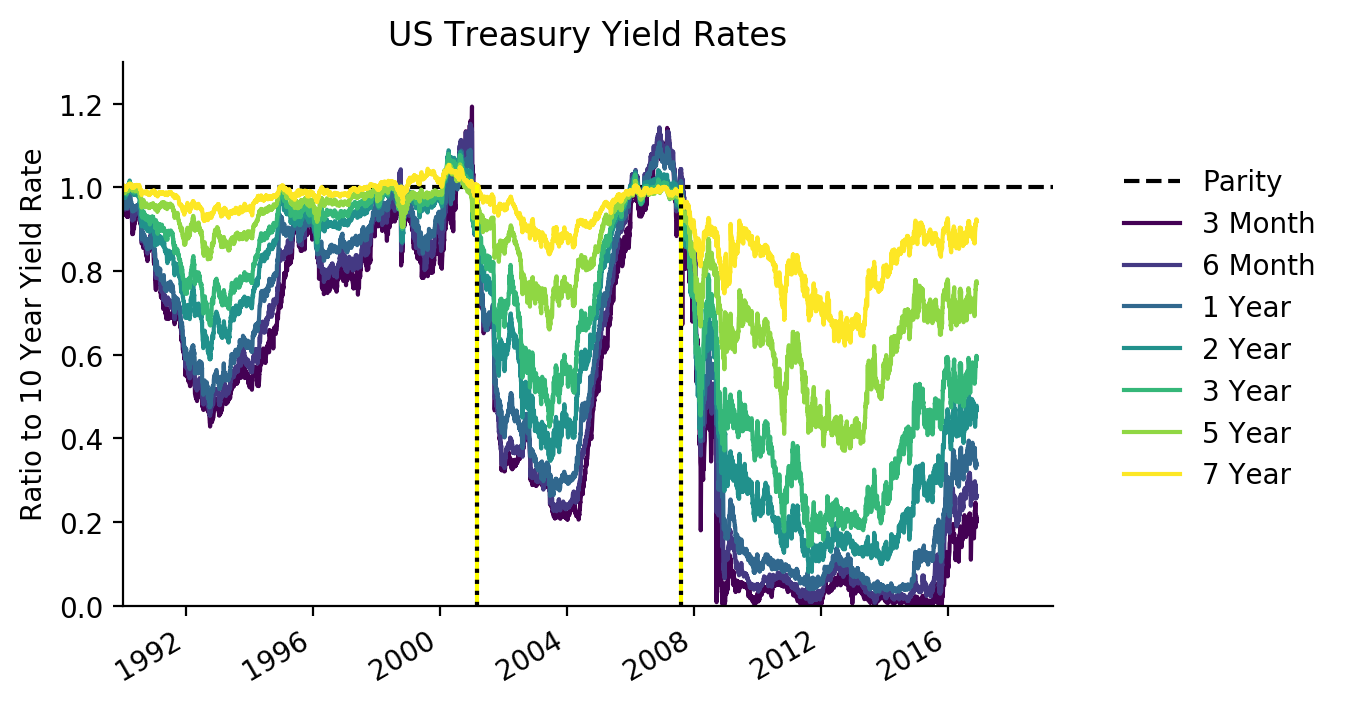 US Treasury Yield Rates
Ratio to 10 Year Yield Rate
1.2
1.0
0.8
0.6
0.4
0.2
0.0
1992
1996
2000
2004
2008
2012
2016
Parity
3 Month
6 Month
1 Year
2 Year
3 Year
5 Year
7 Year